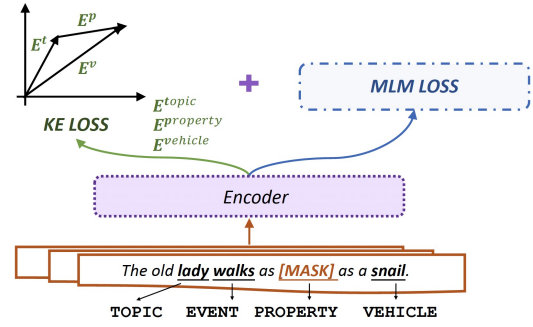 E^p
E^t
E^v
+
KE LOSS
E^topic
E^property
E^vehicle
MLM LOSS
Encoder
The old lady walks as [MASK] as a snail.
TOPIC EVENT PROPERTY VEHICLE